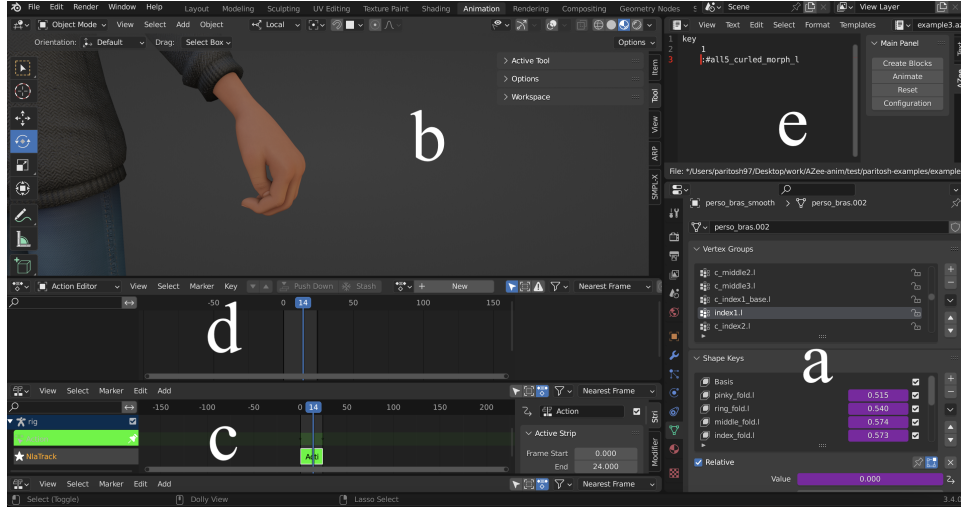 File Edit Render Window Help Layout Modeling Sculpting UV Editing Texture Paint Shading Animation Rendering Compositing Geometry Nodes Scene View Layer
Object Mode View Select Add Object Local
View Text Edit Select Format Templates example3.az
Orientation: Default Drag: Select Box Options
1 key
2 1
3 :#all5_curled_morph_l
Main Panel
Create Blocks
Animate
Reset
Configuration
Active Tool
Options
Workspace
Item
Tool
View
ARP
SMPL-X
b
e
File: */Users/paritosh97/Desktop/work/AZee-anim/test/paritosh-examples/example
perso_bras_smooth > perso_bras.002
perso_bras.002
Vertex Groups
c_middle2.l
c_middle3.l
c_index1_base.l
index1.l
c_index2.l
Shape Keys
a
Basis
pinky_fold.l 0.515
ring_fold.l 0.540
middle_fold.l 0.574
index_fold.l 0.573
Relative
Value 0.000
Action Editor View Select Marker Key Push Down Stash New Nearest Frame
-50 0 14 50 100 150
d
View Select Marker Edit Add Nearest Frame
-150 -100 -50 0 14 50 100 150 200
rig
NlaTrack
Acti
c
Action
Active Strip
Frame Start 0.000
End 24.000
Stri
Modifier
View Select Marker Edit Add Nearest Frame
Select (Toggle) Dolly View Lasso Select 3.4.0